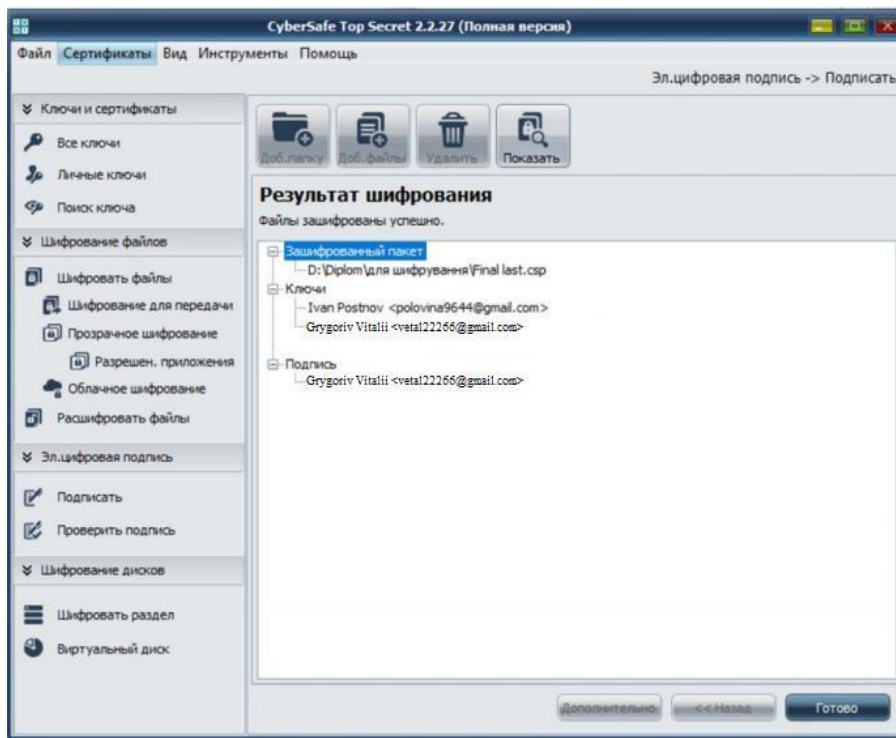 CyberSafe Top Secret 2.2.27 (Полная версия)
Файл Сертификаты Вид Инструменты Помощь
Эл.цифровая подпись -> Подписать
Ключи и сертификаты
Все ключи
Личные ключи
Поиск ключа
Шифрование файлов
Шифровать файлы
Шифрование для передачи
Прозрачное шифрование
Разрешен. приложения
Облачное шифрование
Расшифровать файлы
Эл.цифровая подпись
Подписать
Проверить подпись
Шифрование дисков
Шифровать раздел
Виртуальный диск
Доб.папку Доб.файлы Удалить Показать
Результат шифрования
Файлы зашифрованы успешно.
Зашифрованный пакет
D:\Diplom\для шифрування\Final last.csp
Ключи
Ivan Postnov <polovina9644@gmail.com>
Grygoriv Vitalii <vetal22266@gmail.com>
Подпись
Grygoriv Vitalii <vetal22266@gmail.com>
Дополнительно << Назад Готово